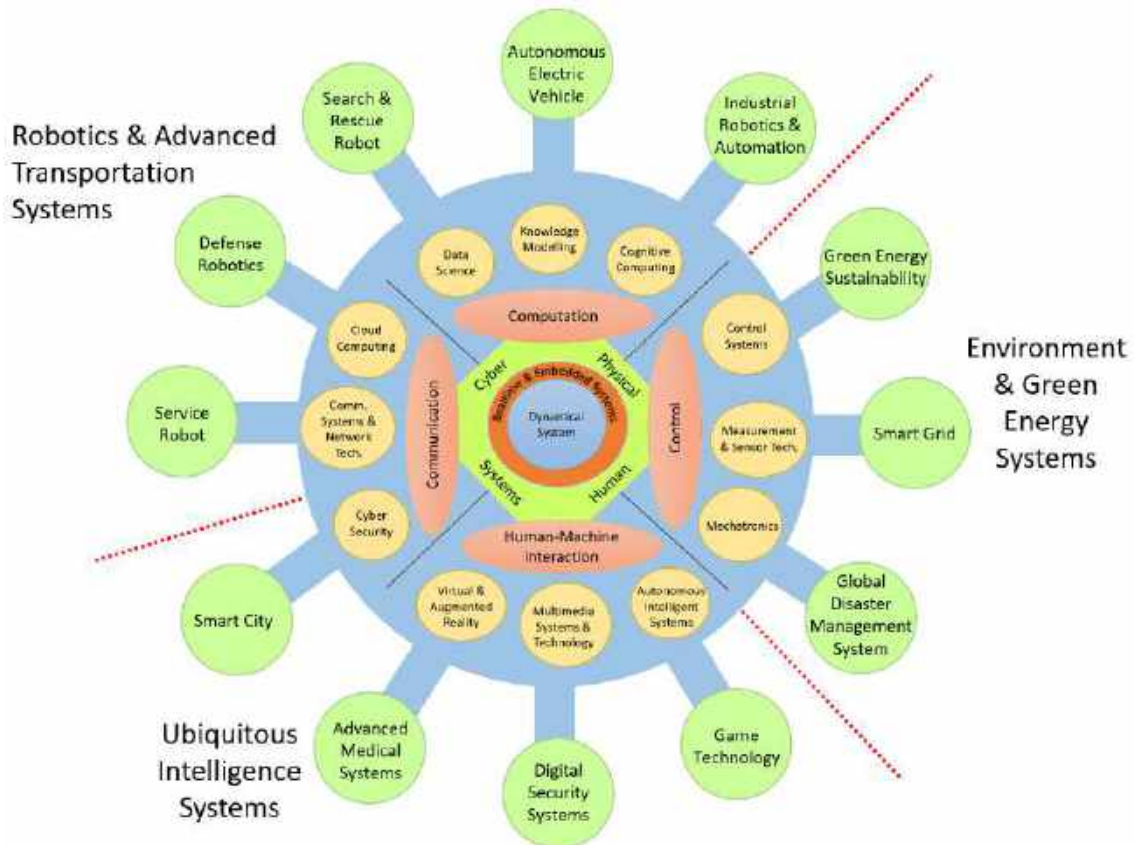 Autonomous
Electric
Vehicle
Search &
Rescue
Robot
Industrial
Robotics &
Automation
Robotics & Advanced
Transportation
Systems
Defense
Robotics
Data
Science
Knowledge
Modelling
Cognitive
Computing
Green Energy
Sustainability
Cloud
Computing
Computation
Control
Systems
Environment
& Green
Energy
Systems
Service
Robot
Comm.
Systems &
Network
Tech.
Communication
Cyber
Physical
Realtime & Embedded Systems
Dynamical
System
Systems
Human
Control
Measurement
& Sensor Tech.
Smart Grid
Cyber
Security
Human-Machine
Interaction
Mechatronics
Smart City
Virtual &
Augmented
Reality
Multimedia
Systems &
Technology
Autonomous
Intelligent
Systems
Global
Disaster
Management
System
Ubiquitous
Intelligence
Systems
Advanced
Medical
Systems
Digital
Security
Systems
Game
Technology